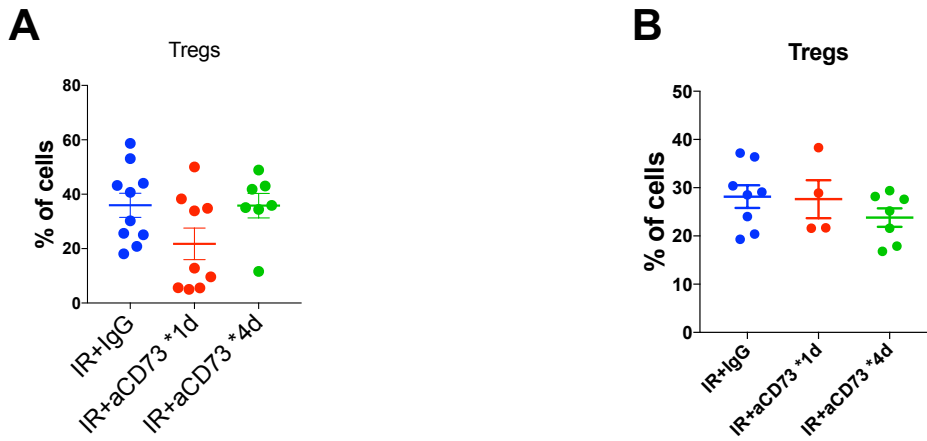 A
Tregs
% of cells
80
60
40
20
0
IR+IgG
IR+aCD73 *1d
IR+aCD73 *4d
B
Tregs
% of cells
50
40
30
20
10
0
IR+IgG
IR+aCD73 *1d
IR+aCD73 *4d